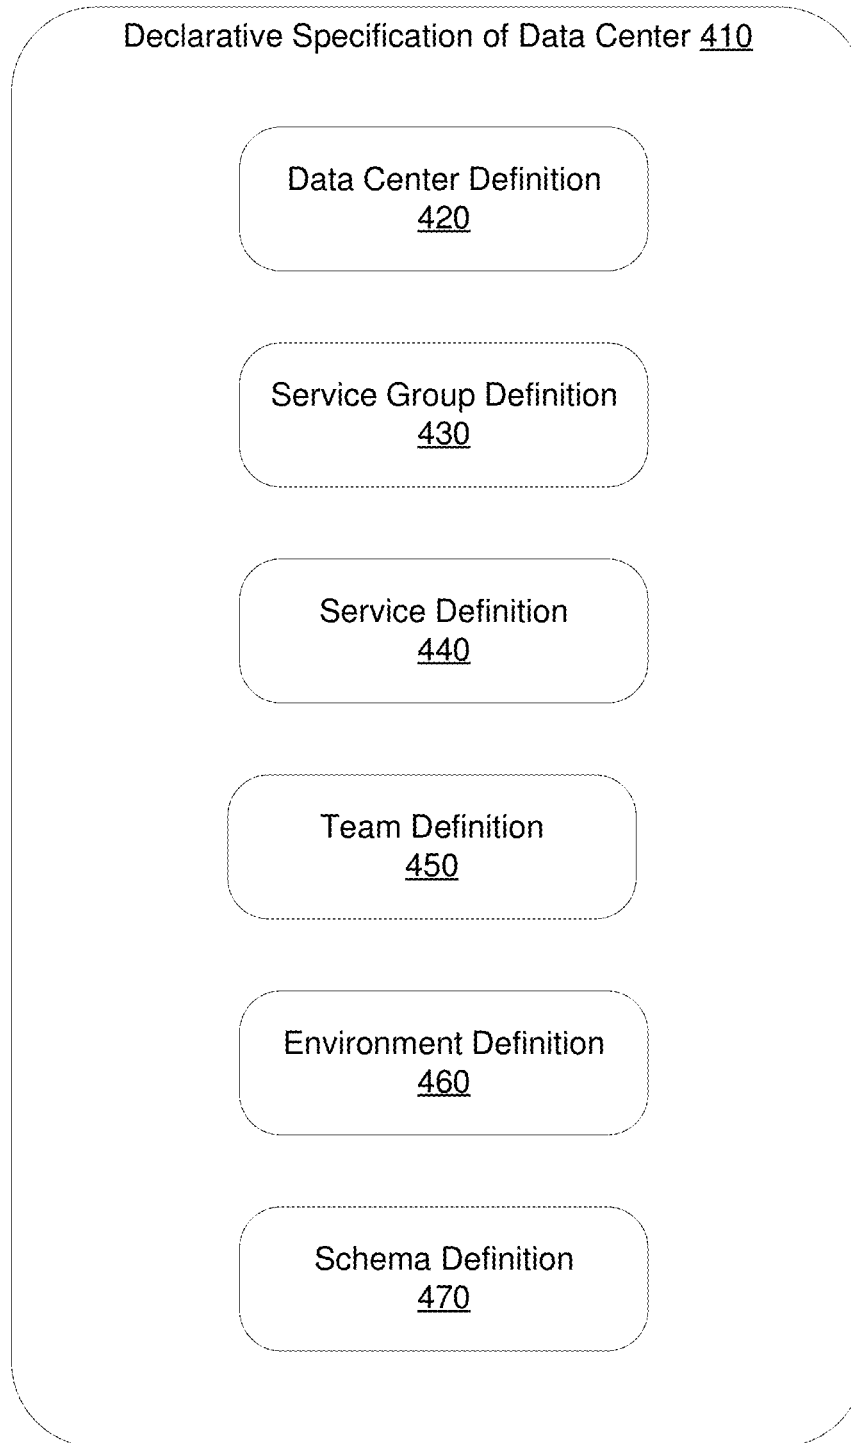 Declarative Specification of Data Center 410
Data Center Definition
420
Service Group Definition
430
Service Definition
440
Team Definition
450
Environment Definition
460
Schema Definition
470